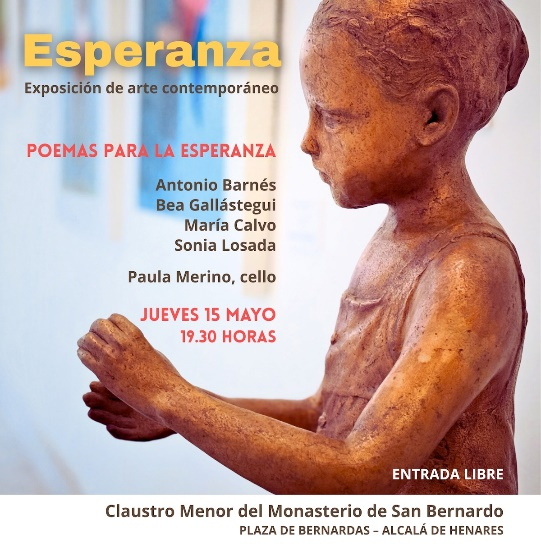 Esperanza
Exposición de arte contemporáneo
POEMAS PARA LA ESPERANZA
Antonio Barnés
Bea Gallástegui
María Calvo
Sonia Losada
Paula Merino, cello
JUEVES 15 MAYO
19.30 HORAS
ENTRADA LIBRE
Claustro Menor del Monasterio de San Bernardo
PLAZA DE BERNARDAS – ALCALÁ DE HENARES